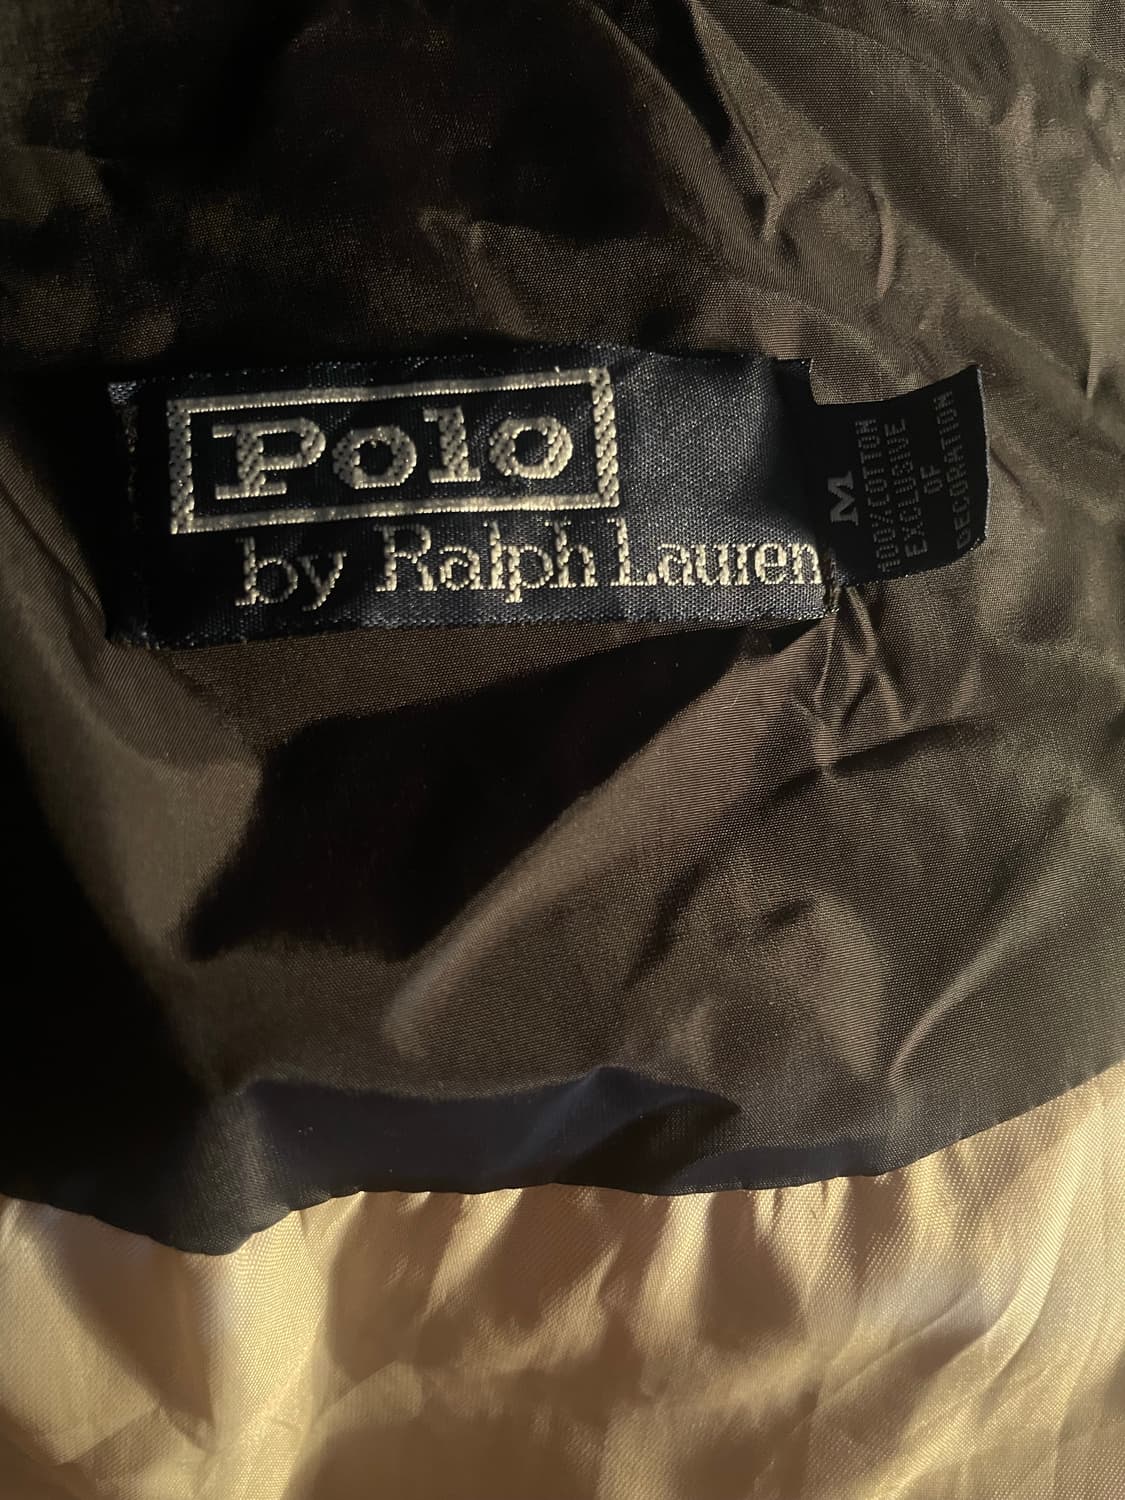 Polo
by Ralph Lauren
M
100% COTTON
EXCLUSIVE
OF
DECORATION